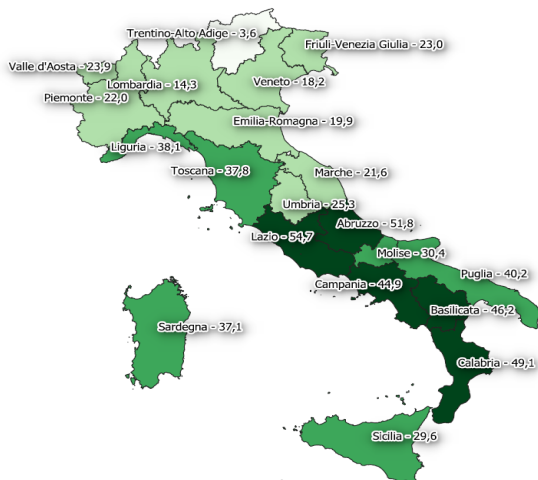 Trentino-Alto Adige - 3,6
Friuli-Venezia Giulia - 23,0
Valle d'Aosta - 23,9
Veneto - 18,2
Lombardia - 14,3
Piemonte - 22,0
Emilia-Romagna - 19,9
Liguria - 38,1
Toscana - 37,8
Marche - 21,6
Umbria - 25,3
Abruzzo - 51,8
Lazio - 54,7
Molise - 30,4
Puglia - 40,2
Campania - 44,9
Basilicata - 46,2
Sardegna - 37,1
Calabria - 49,1
Sicilia - 29,6